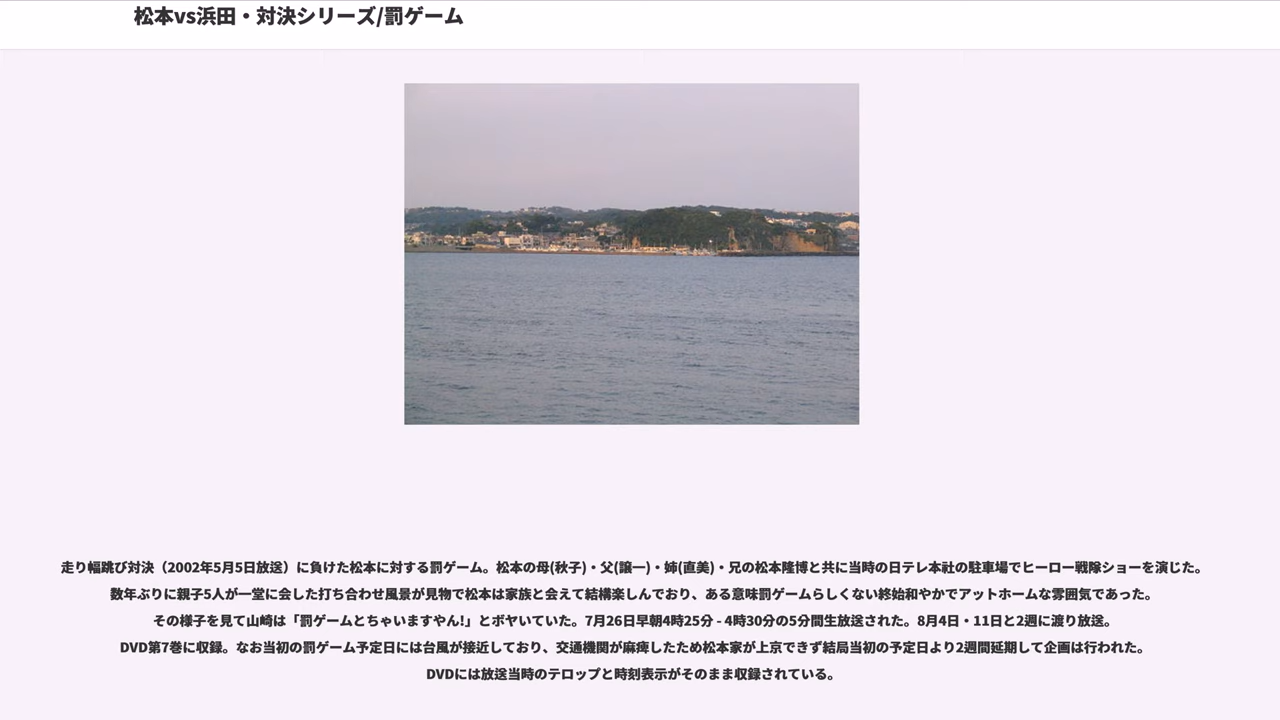 松本vs浜田・対決シリーズ/罰ゲーム
走り幅跳び対決（2002年5月5日放送）に負けた松本に対する罰ゲーム。松本の母(秋子)・父(譲一)・姉(直美)・兄の松本隆博と共に当時の日テレ本社の駐車場でヒーロー戦隊ショーを演じた。
数年ぶりに親子5人が一堂に会した打ち合わせ風景が見物で松本は家族と会えて結構楽しんでおり、ある意味罰ゲームらしくない終始和やかでアットホームな雰囲気であった。
その様子を見て山崎は「罰ゲームとちゃいますやん!」とボヤいていた。7月26日早朝4時25分 - 4時30分の5分間生放送された。8月4日・11日と2週に渡り放送。
DVD第7巻に収録。なお当初の罰ゲーム予定日には台風が接近しており、交通機関が麻痺したため松本家が上京できず結局当初の予定日より2週間延期して企画は行われた。
DVDには放送当時のテロップと時刻表示がそのまま収録されている。